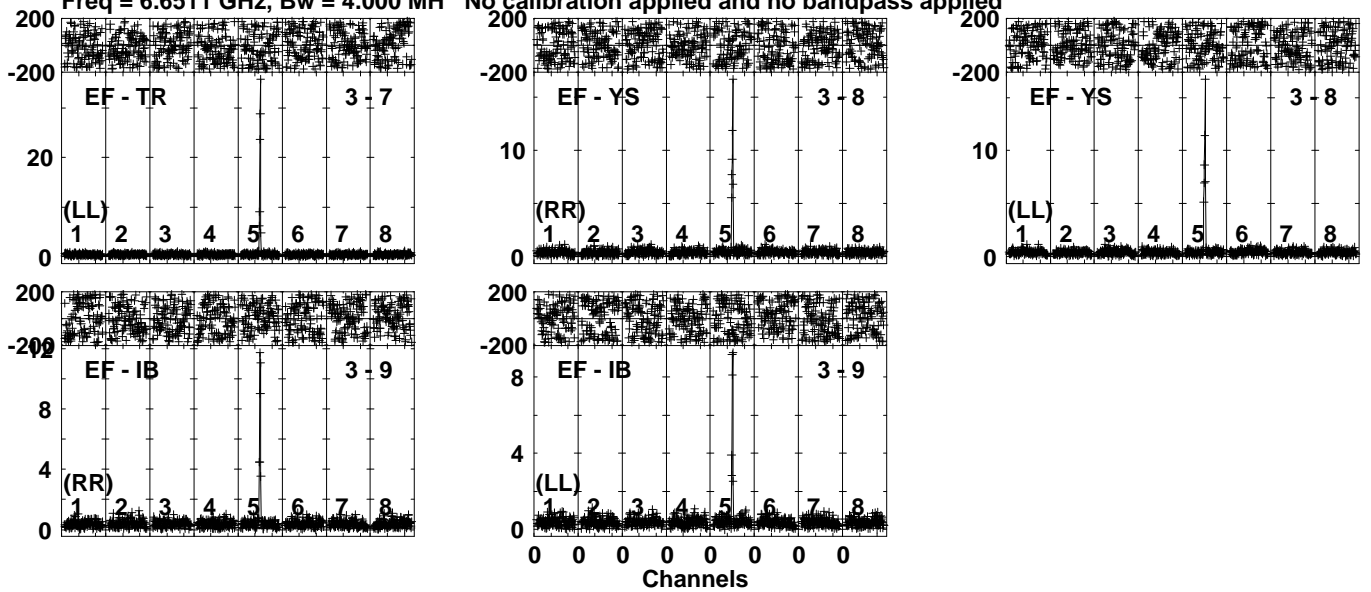 Freq = 6.6511 GHz, Bw = 4.000 MH No calibration applied and no bandpass applied
200 200 200
-200 -200 -200
EF - TR 3 - 7 EF - YS 3 - 8 EF - YS 3 - 8
20 10 10
(LL) (RR) (LL)
1 2 3 4 5 6 7 8 1 2 3 4 5 6 7 8 1 2 3 4 5 6 7 8
0 0 0
200 200
-200 -200
12
EF - IB 3 - 9 EF - IB 3 - 9
8 8
4 4
(RR) (LL)
1 2 3 4 5 6 7 8 1 2 3 4 5 6 7 8
0 0
0 0 0 0 0 0 0 0
Channels